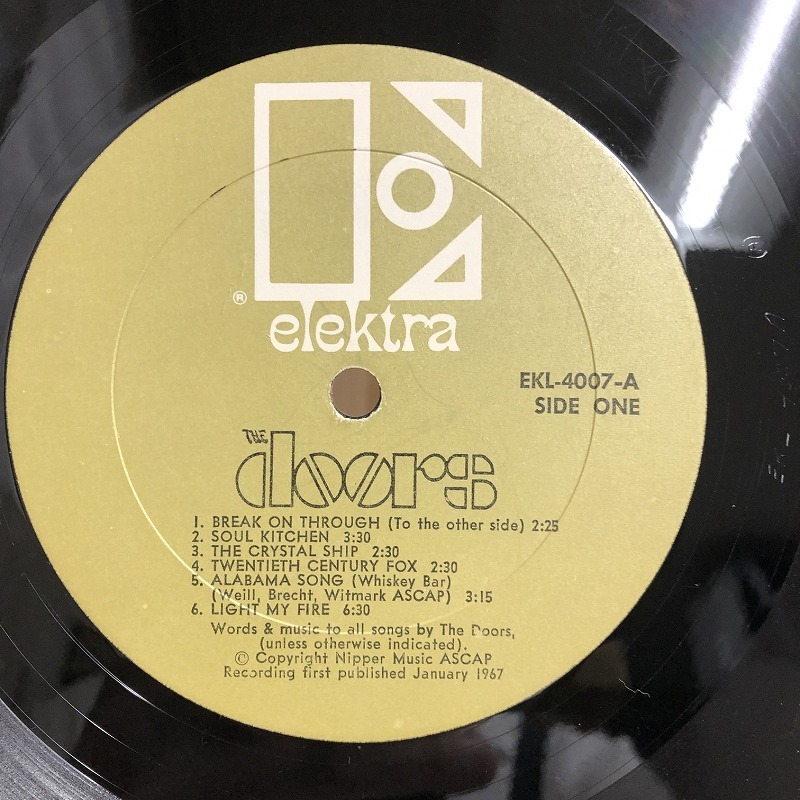 ®
elektra
EKL-4007-A
SIDE ONE
THE
doors
1. BREAK ON THROUGH (To the other side) 2:25
2. SOUL KITCHEN 3:30
3. THE CRYSTAL SHIP 2:30
4. TWENTIETH CENTURY FOX 2:30
5. ALABAMA SONG (Whiskey Bar)
(Weill, Brecht, Witmark ASCAP) 3:15
6. LIGHT MY FIRE 6:30
Words & music to all songs by The Doors,
(unless otherwise indicated).
© Copyright Nipper Music ASCAP
Recording first published January 1967